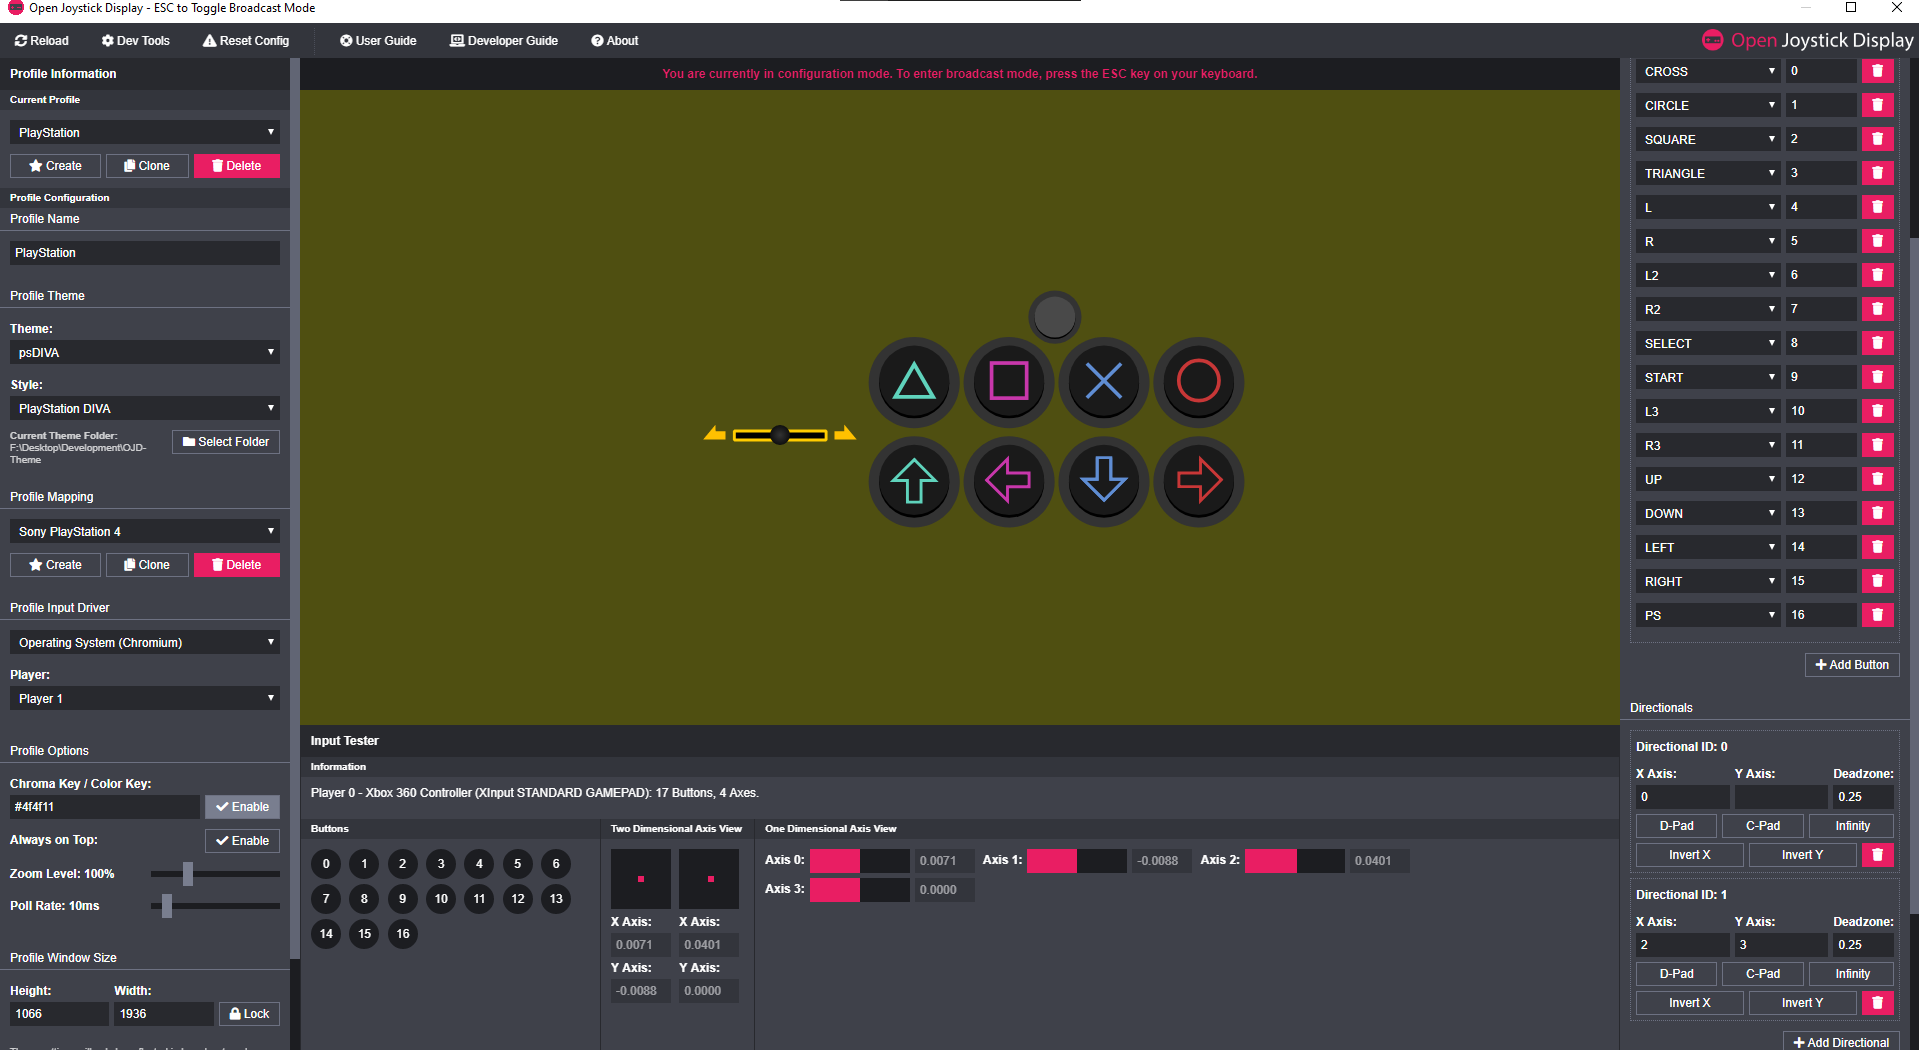 Open Joystick Display - ESC to Toggle Broadcast Mode
Reload Dev Tools Reset Config User Guide Developer Guide About
Open Joystick Display
Profile Information
Current Profile
PlayStation
Create Clone Delete
Profile Configuration
Profile Name
PlayStation
Profile Theme
Theme:
psDIVA
Style:
PlayStation DIVA
Current Theme Folder:
F:\Desktop\Development\OJD-
Theme
Select Folder
Profile Mapping
Sony PlayStation 4
Create Clone Delete
Profile Input Driver
Operating System (Chromium)
Player:
Player 1
Profile Options
Chroma Key / Color Key:
#4f4f11 Enable
Always on Top: Enable
Zoom Level: 100%
Poll Rate: 10ms
Profile Window Size
Height: Width:
1066 1936 Lock
You are currently in configuration mode. To enter broadcast mode, press the ESC key on your keyboard.
Input Tester
Information
Player 0 - Xbox 360 Controller (XInput STANDARD GAMEPAD): 17 Buttons, 4 Axes.
Buttons
0 1 2 3 4 5 6
7 8 9 10 11 12 13
14 15 16
Two Dimensional Axis View
X Axis: X Axis:
0.0071 0.0401
Y Axis: Y Axis:
-0.0088 0.0000
One Dimensional Axis View
Axis 0: 0.0071 Axis 1: -0.0088 Axis 2: 0.0401
Axis 3: 0.0000
CROSS 0
CIRCLE 1
SQUARE 2
TRIANGLE 3
L 4
R 5
L2 6
R2 7
SELECT 8
START 9
L3 10
R3 11
UP 12
DOWN 13
LEFT 14
RIGHT 15
PS 16
Add Button
Directionals
Directional ID: 0
X Axis: Y Axis: Deadzone:
0 0.25
D-Pad C-Pad Infinity
Invert X Invert Y
Directional ID: 1
X Axis: Y Axis: Deadzone:
2 3 0.25
D-Pad C-Pad Infinity
Invert X Invert Y
Add Directional